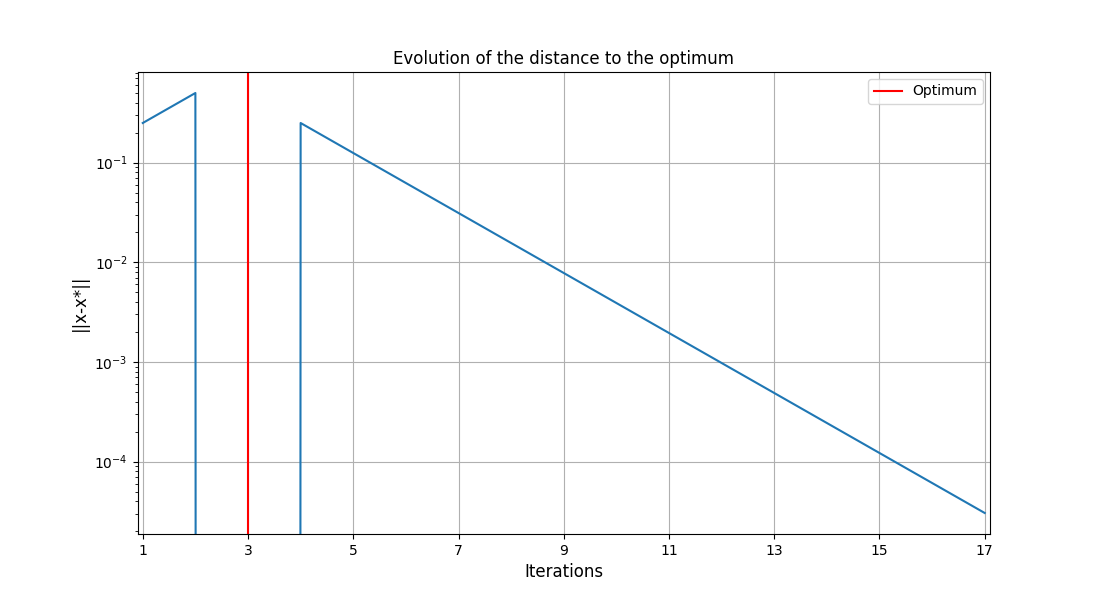 Evolution of the distance to the optimum
Optimum
||x-x*||
10⁻¹
10⁻²
10⁻³
10⁻⁴
1 3 5 7 9 11 13 15 17
Iterations